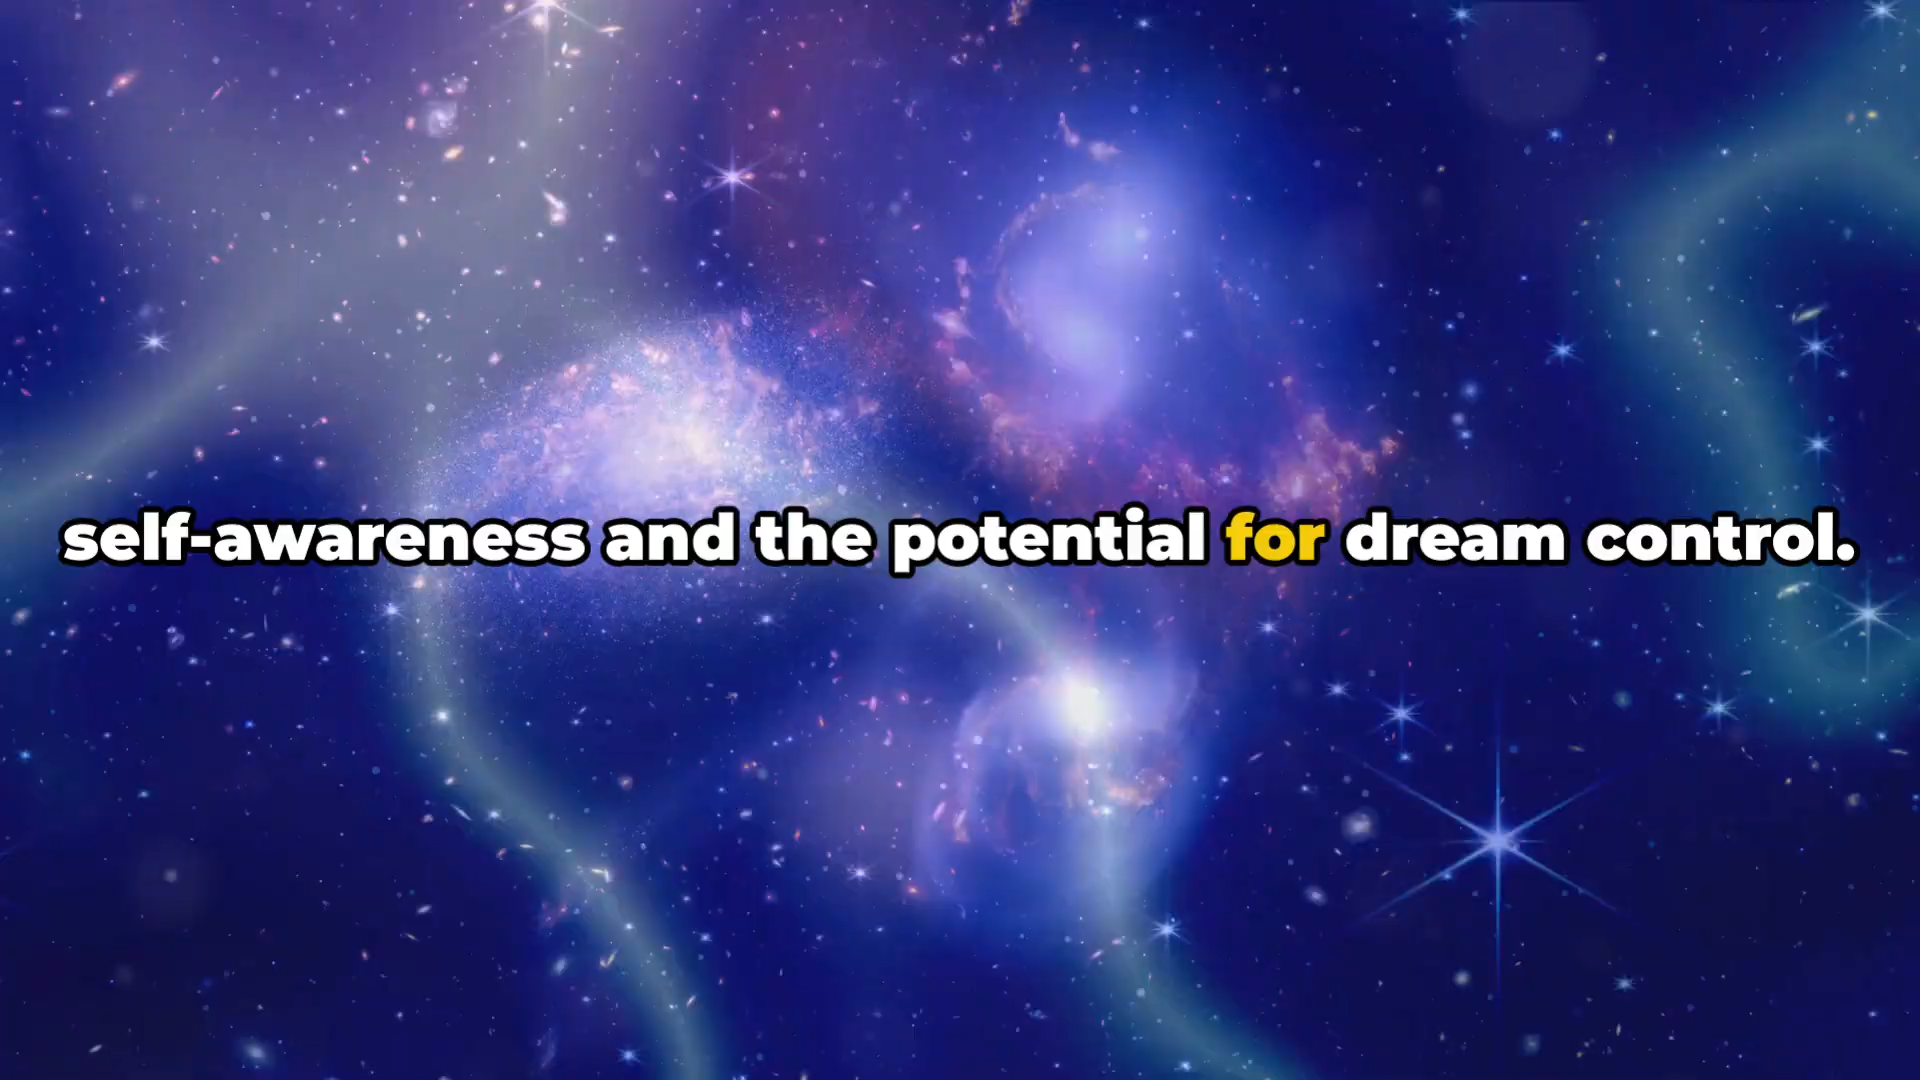 self-awareness and the potential for dream control.